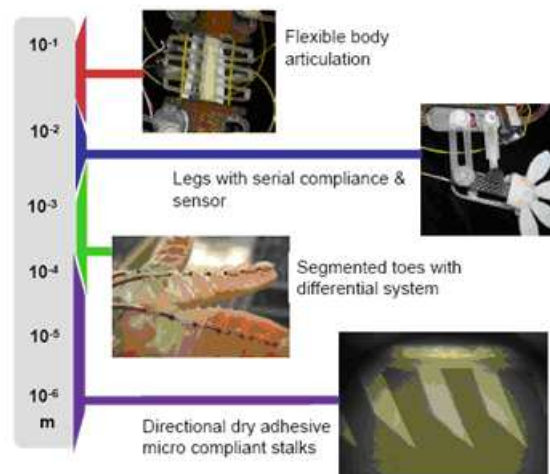 10-1
Flexible body
articulation
10-2
Legs with serial compliance &
sensor
10-3
10-4
Segmented toes with
differential system
10-5
10-6
m
Directional dry adhesive
micro compliant stalks